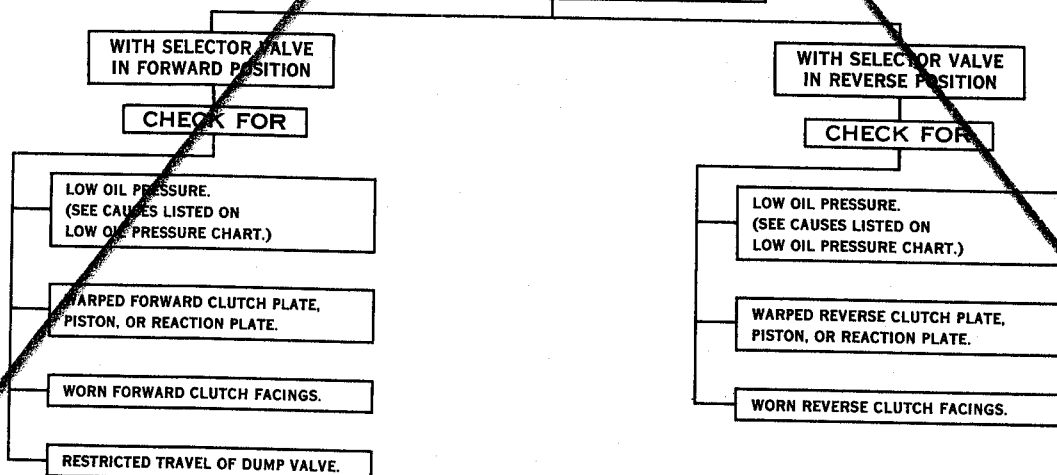 WITH SELECTOR VALVE
IN FORWARD POSITION
CHECK FOR
LOW OIL PRESSURE.
(SEE CAUSES LISTED ON
LOW OIL PRESSURE CHART.)
WARPED FORWARD CLUTCH PLATE,
PISTON, OR REACTION PLATE.
WORN FORWARD CLUTCH FACINGS.
RESTRICTED TRAVEL OF DUMP VALVE.
WITH SELECTOR VALVE
IN REVERSE POSITION
CHECK FOR
LOW OIL PRESSURE.
(SEE CAUSES LISTED ON
LOW OIL PRESSURE CHART.)
WARPED REVERSE CLUTCH PLATE,
PISTON, OR REACTION PLATE.
WORN REVERSE CLUTCH FACINGS.